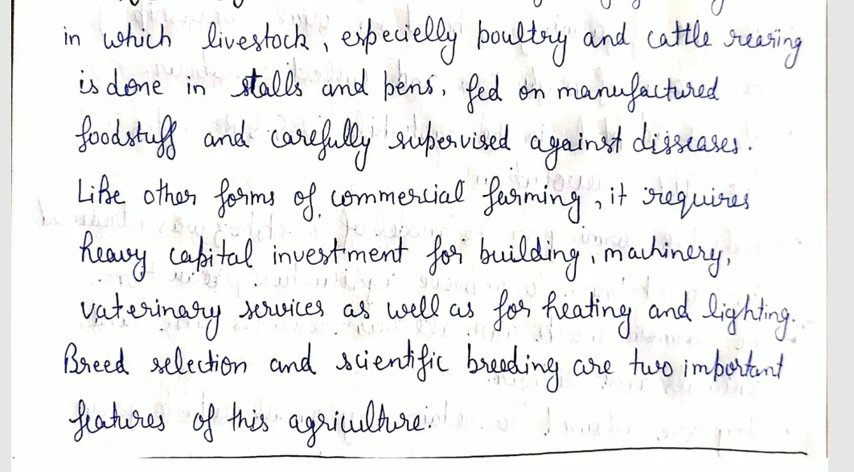 in which livestock, especielly poultry and cattle rearing
is done in stalls and pens, fed on manufactured
foodstuff and carefully supervised against disseases.
Like other forms of commercial farming, it requires
heavy capital investment for building, machinery,
vaterinary services as well as for heating and lighting.
Breed selection and scientific breeding are two important
features of this agriculture.